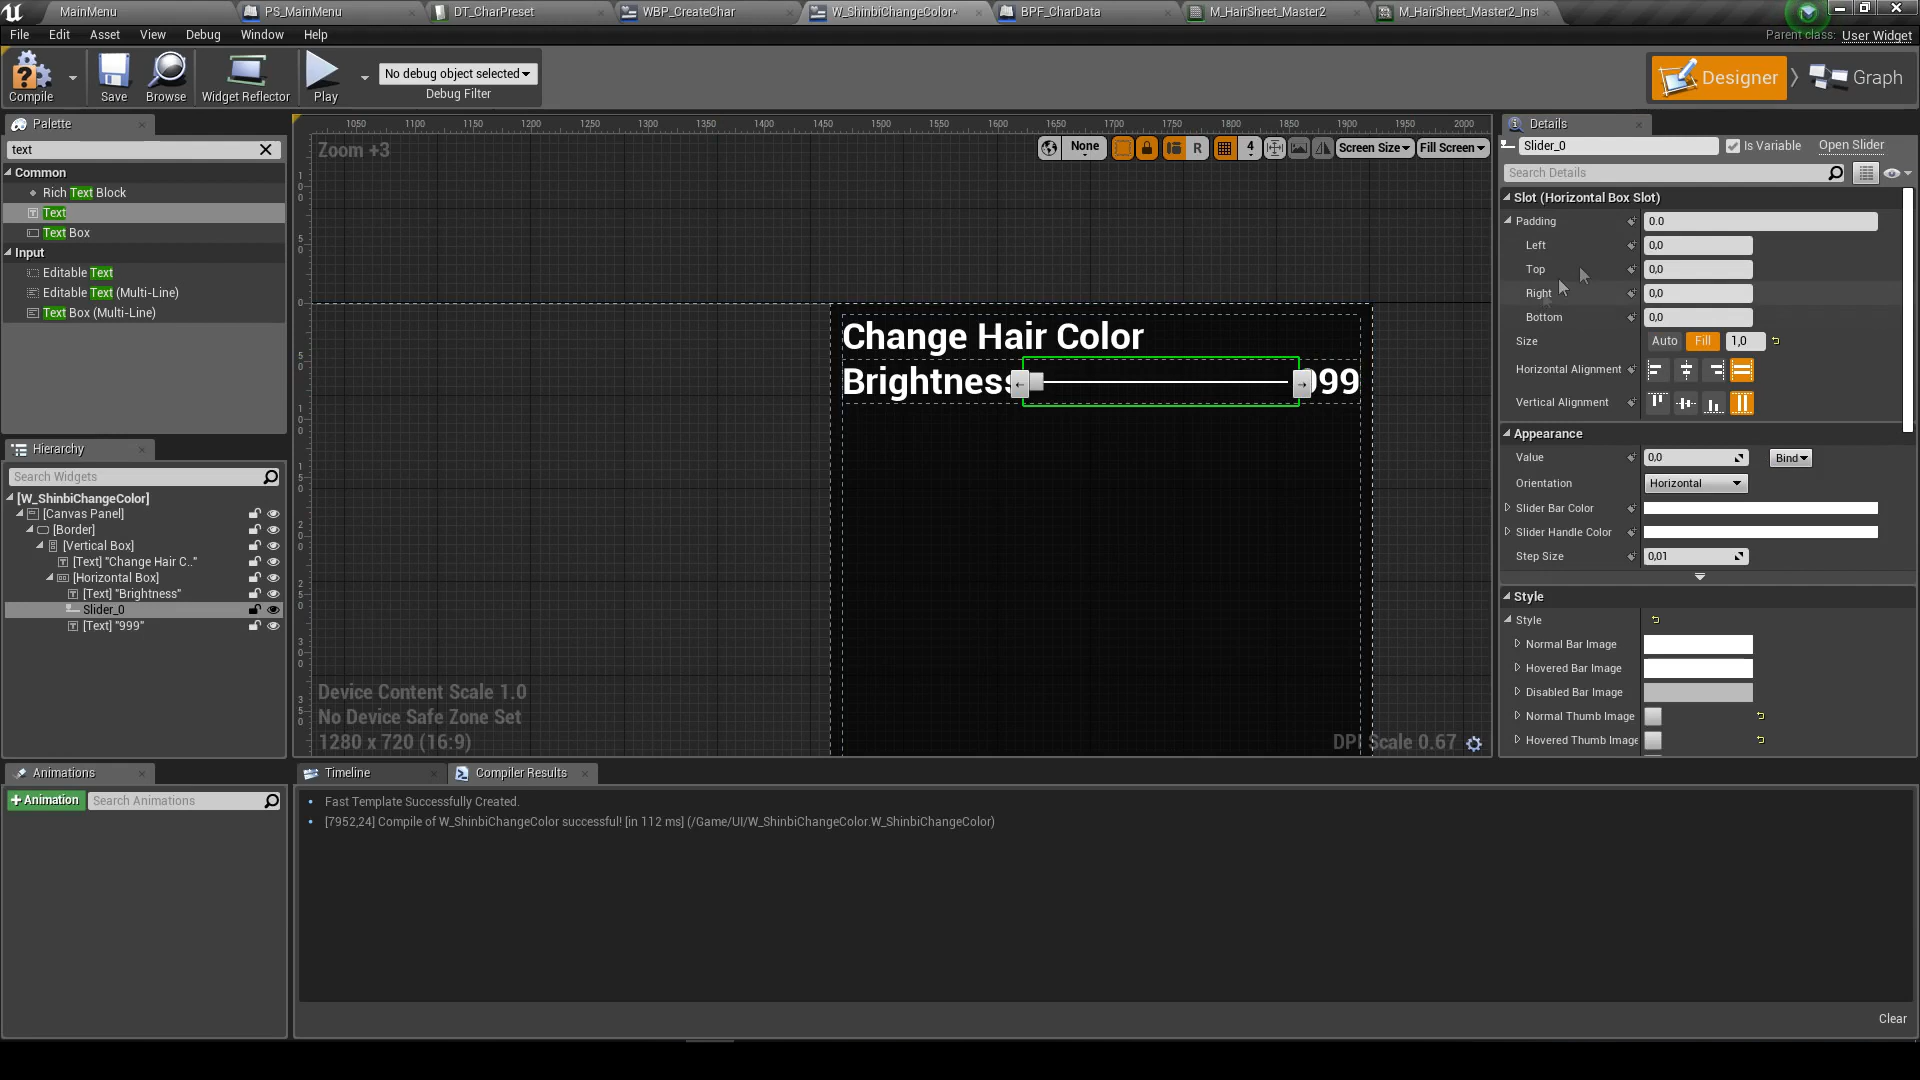 MainMenu
PS_MainMenu
DT_CharPreset
WBP_CreateChar
W_ShinbiChangeColor*
BPF_CharData
M_HairSheet_Master2
M_HairSheet_Master2_Inst
File Edit Asset View Debug Window Help
Parent class: User Widget
Compile
Save
Browse
Widget Reflector
Play
No debug object selected
Debug Filter
Designer
Graph
Palette
text
Common
Rich Text Block
Text
Text Box
Input
Editable Text
Editable Text (Multi-Line)
Text Box (Multi-Line)
Hierarchy
Search Widgets
[W_ShinbiChangeColor]
[Canvas Panel]
[Border]
[Vertical Box]
[Text] "Change Hair C.."
[Horizontal Box]
[Text] "Brightness"
Slider_0
[Text] "999"
Animations
+Animation
Search Animations
1050 1100 1150 1200 1250 1300 1350 1400 1450 1500 1550 1600 1650 1700 1750 1800 1850 1900 1950 2000
Zoom +3
None
R
4
Screen Size
Fill Screen
Change Hair Color
Brightness
999
Device Content Scale 1.0
No Device Safe Zone Set
1280 x 720 (16:9)
DPI Scale 0.67
Timeline
Compiler Results
Fast Template Successfully Created.
[7952,24] Compile of W_ShinbiChangeColor successful! [in 112 ms] (/Game/UI/W_ShinbiChangeColor.W_ShinbiChangeColor)
Clear
Details
Slider_0
Is Variable
Open Slider
Search Details
Slot (Horizontal Box Slot)
Padding 0.0
Left 0,0
Top 0,0
Right 0,0
Bottom 0,0
Size Auto Fill 1,0
Horizontal Alignment
Vertical Alignment
Appearance
Value 0,0 Bind
Orientation Horizontal
Slider Bar Color
Slider Handle Color
Step Size 0,01
Style
Style
Normal Bar Image
Hovered Bar Image
Disabled Bar Image
Normal Thumb Image
Hovered Thumb Image